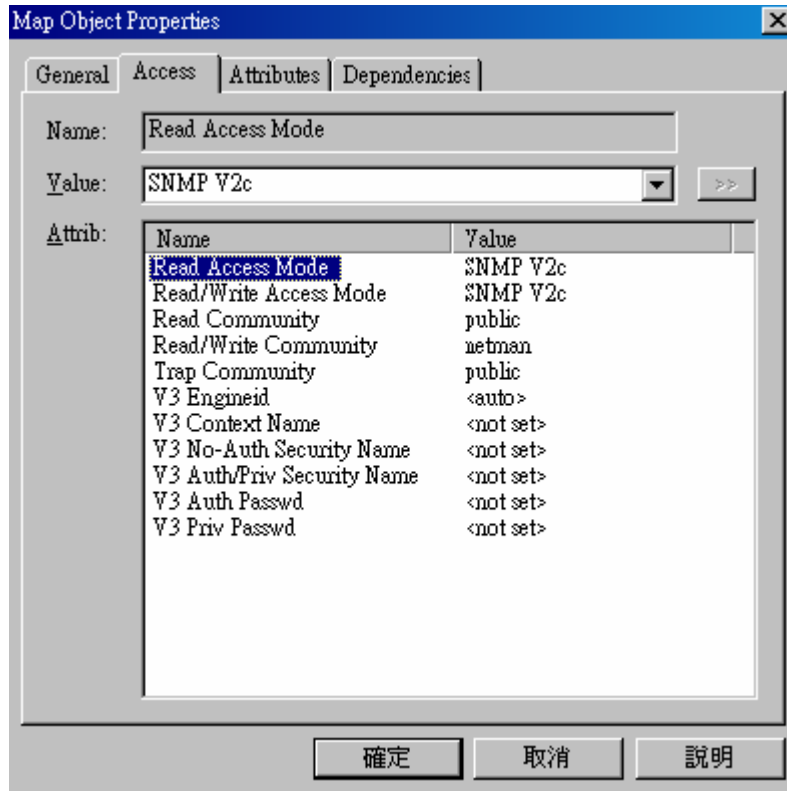 Map Object Properties
General Access Attributes Dependencies
Name: Read Access Mode
Value: SNMP V2c >>
Attrib: Name Value
Read Access Mode SNMP V2c
Read/Write Access Mode SNMP V2c
Read Community public
Read/Write Community netman
Trap Community public
V3 Engineid <auto>
V3 Context Name <not set>
V3 No-Auth Security Name <not set>
V3 Auth/Priv Security Name <not set>
V3 Auth Passwd <not set>
V3 Priv Passwd <not set>
確定 取消 說明